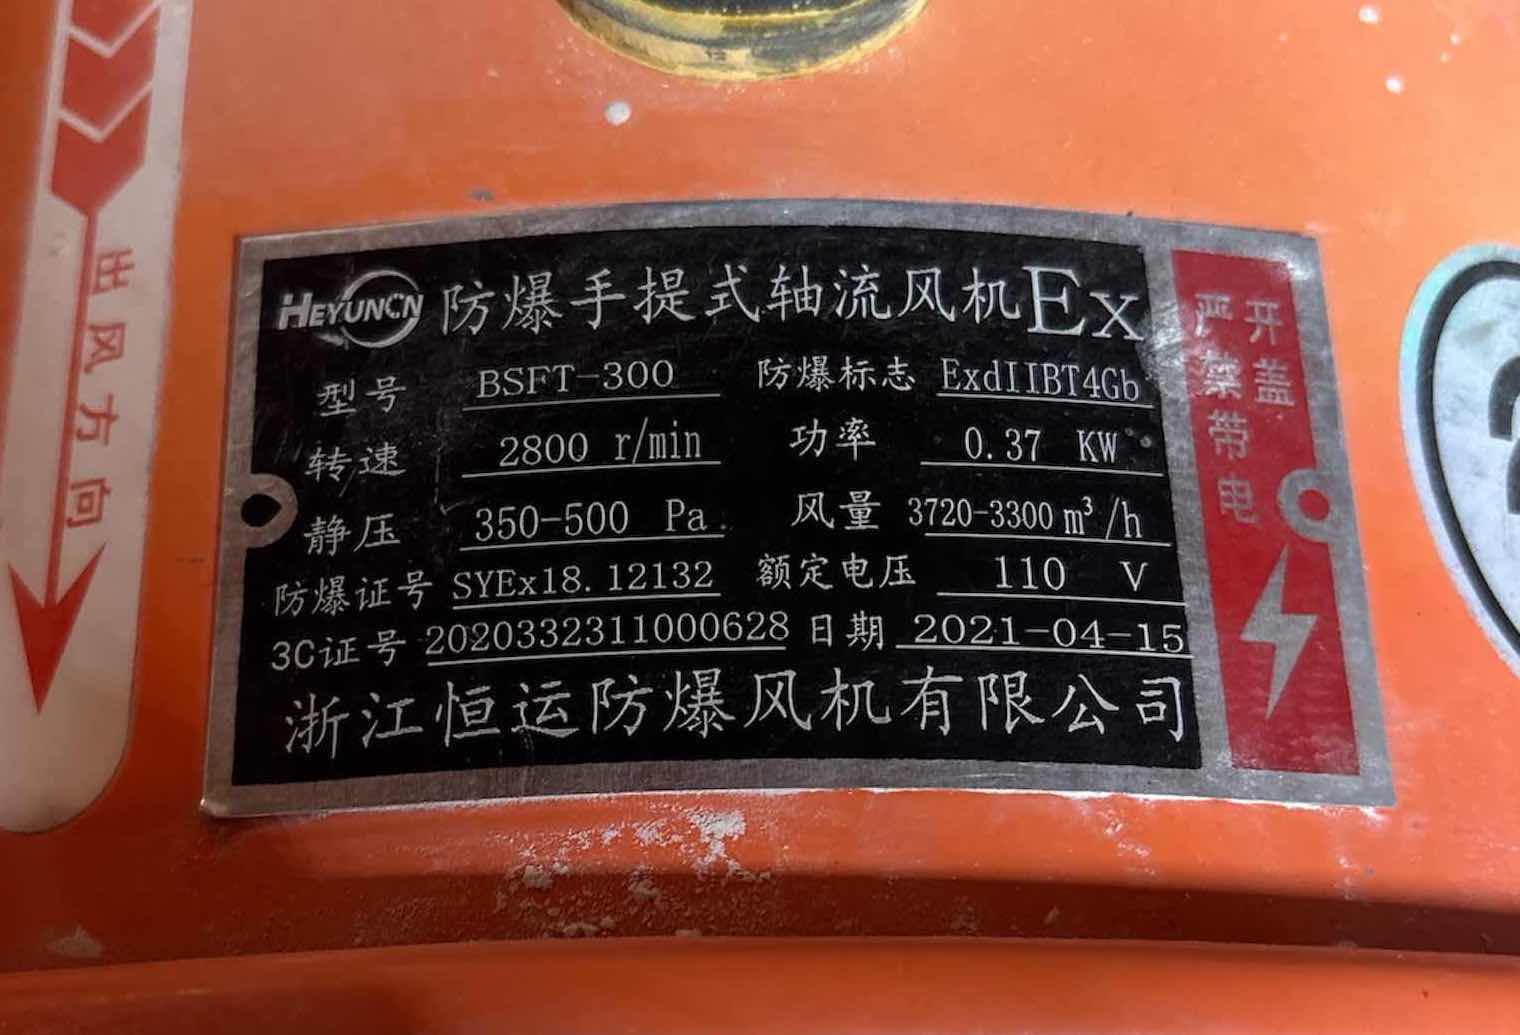 HEYUNCN 防爆手提式轴流风机 Ex
型号 BSFT-300 防爆标志 ExdIIBT4Gb
转速 2800 r/min 功率 0.37 KW
静压 350-500 Pa 风量 3720-3300 m³/h
防爆证号 SYEx18.12132 额定电压 110 V
3C证号 2020332311000628 日期 2021-04-15
浙江恒运防爆风机有限公司
严禁带电
开盖
出风方向